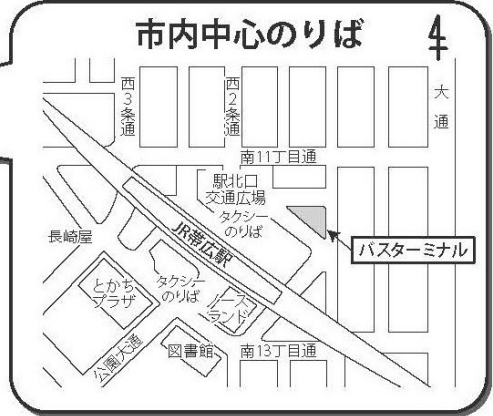 市内中心のりば
西3条通
西2条通
大通
南11丁目通
駅北口
交通広場
タクシー
のりば
JR帯広駅
バスターミナル
長崎屋
とかち
プラザ
タクシー
のりば
ノース
ランド
公園大通
図書館
南13丁目通